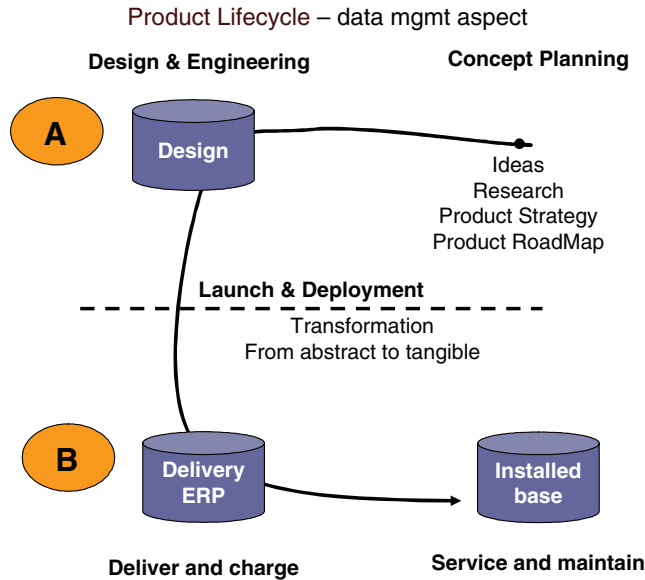 Product Lifecycle – data mgmt aspect
Design & Engineering
Concept Planning
A
Design
Ideas
Research
Product Strategy
Product RoadMap
Launch & Deployment
Transformation
From abstract to tangible
B
Delivery
ERP
Installed
base
Deliver and charge
Service and maintain